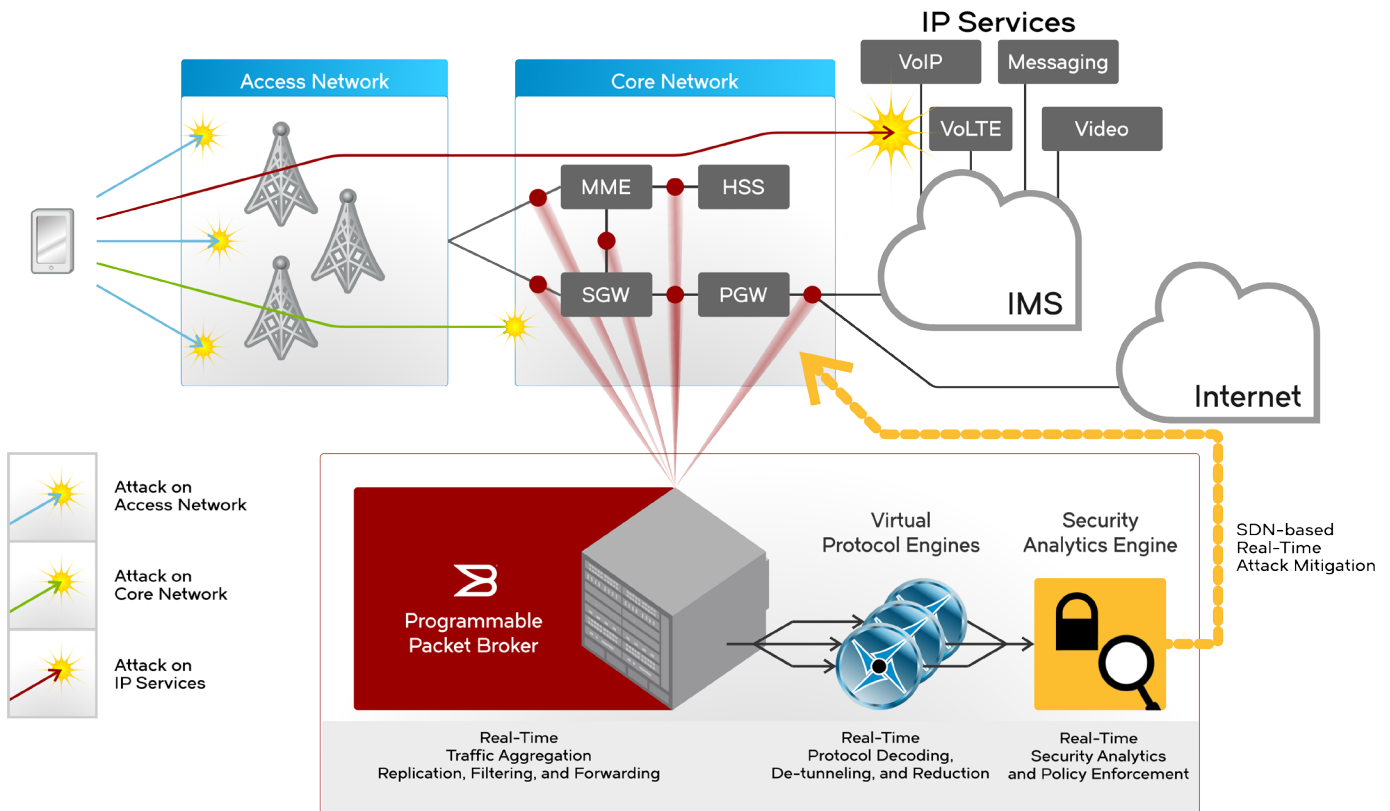 IP Services
VoIP
Messaging
VoLTE
Video
Access Network
Core Network
MME
HSS
SGW
PGW
IMS
Internet
Attack on
Access Network
Attack on
Core Network
Attack on
IP Services
Programmable
Packet Broker
Virtual
Protocol Engines
Security
Analytics Engine
SDN-based
Real-Time
Attack Mitigation
Real-Time
Traffic Aggregation
Replication, Filtering, and Forwarding
Real-Time
Protocol Decoding,
De-tunneling, and Reduction
Real-Time
Security Analytics
and Policy Enforcement